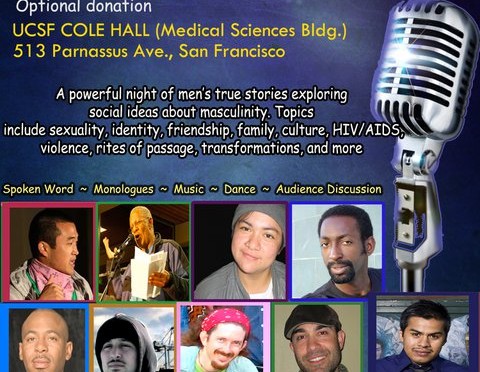 Optional donation
UCSF COLE HALL (Medical Sciences Bldg.)
513 Parnassus Ave., San Francisco
A powerful night of men's true stories exploring
social ideas about masculinity. Topics
include sexuality, identity, friendship, family, culture, HIV/AIDS,
violence, rites of passage, transformations, and more
Spoken Word ~ Monologues ~ Music ~ Dance ~ Audience Discussion